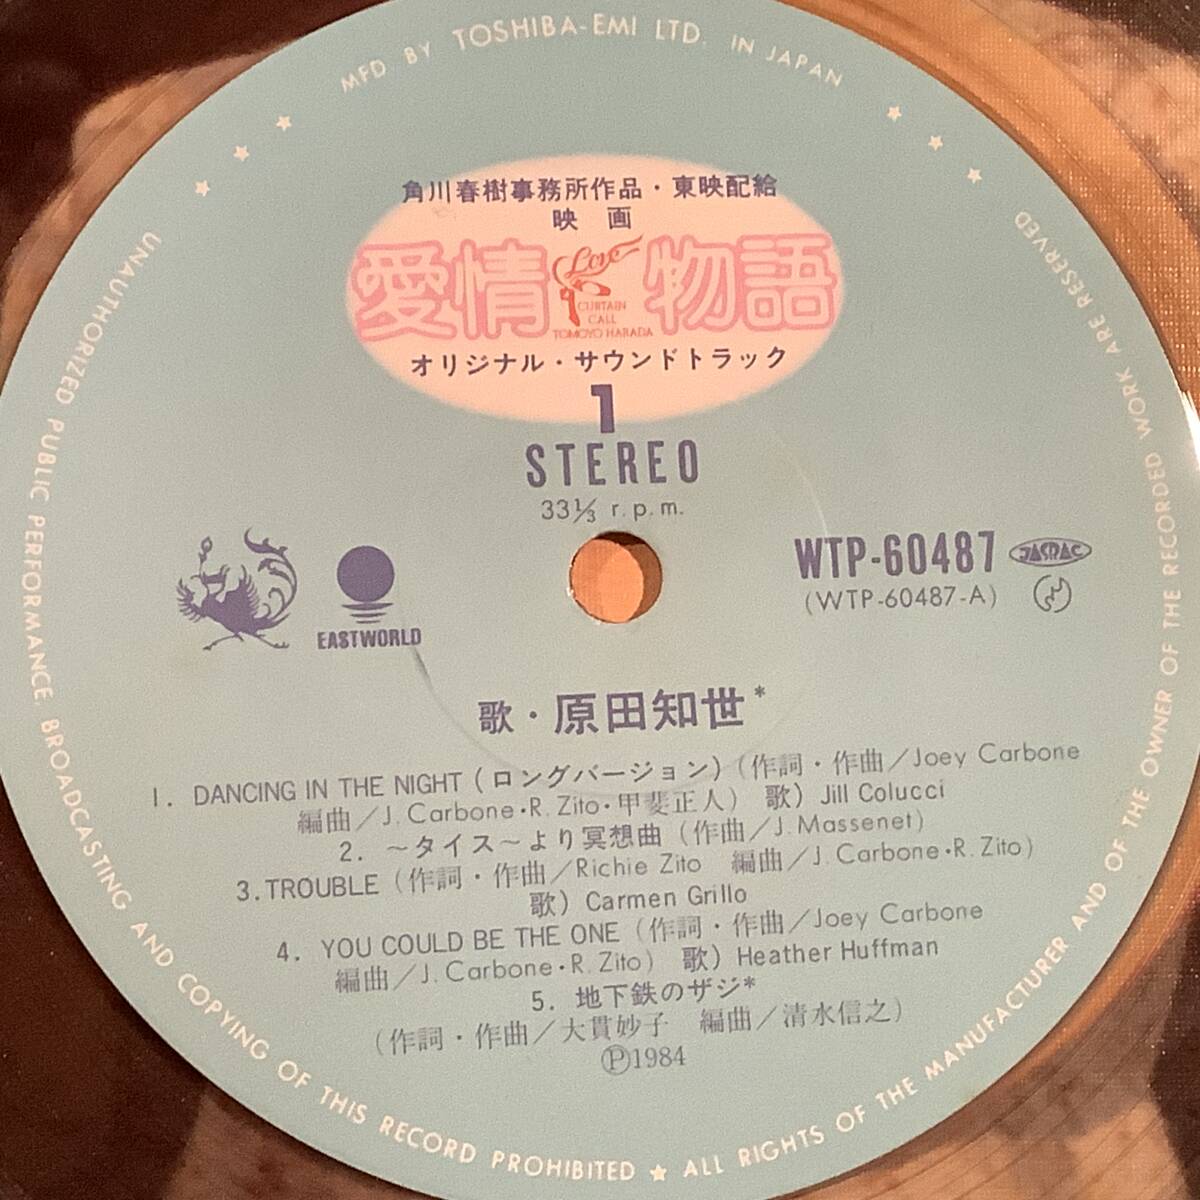 MFD BY TOSHIBA-EMI LTD. IN JAPAN
角川春樹事務所作品・東映配給
映画
愛情物語
Love
CURTAIN
CALL
TOMOYO HARADA
オリジナル・サウンドトラック
1
STEREO
33⅓ r.p.m.
EASTWORLD
WTP-60487 JASRAC
(WTP-60487-A)
歌・原田知世*
1. DANCING IN THE NIGHT (ロングバージョン) (作詞・作曲/Joey Carbone
編曲/J. Carbone・R. Zito・甲斐正人) 歌) Jill Colucci
2. ~タイス~より冥想曲 (作曲/J. Massenet)
3. TROUBLE (作詞・作曲/Richie Zito 編曲/J. Carbone・R. Zito)
歌) Carmen Grillo
4. YOU COULD BE THE ONE (作詞・作曲/Joey Carbone
編曲/J. Carbone・R. Zito) 歌) Heather Huffman
5. 地下鉄のザジ*
(作詞・作曲/大貫妙子 編曲/清水信之)
Ⓟ1984
UNAUTHORIZED PUBLIC PERFORMANCE. BROADCASTING AND COPYING OF THIS RECORD PROHIBITED ★ ALL RIGHTS OF THE MANUFACTURER AND OF THE OWNER OF THE RECORDED WORK ARE RESERVED